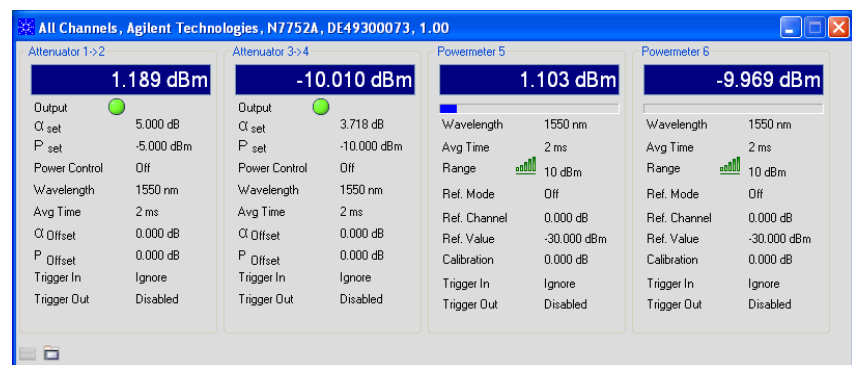 All Channels, Agilent Technologies, N7752A, DE49300073, 1.00
Attenuator 1->2
1.189 dBm
Output
α set 5.000 dB
P set -5.000 dBm
Power Control Off
Wavelength 1550 nm
Avg Time 2 ms
α Offset 0.000 dB
P Offset 0.000 dB
Trigger In Ignore
Trigger Out Disabled
Attenuator 3->4
-10.010 dBm
Output
α set 3.718 dB
P set -10.000 dBm
Power Control Off
Wavelength 1550 nm
Avg Time 2 ms
α Offset 0.000 dB
P Offset 0.000 dB
Trigger In Ignore
Trigger Out Disabled
Powermeter 5
1.103 dBm
Wavelength 1550 nm
Avg Time 2 ms
Range 10 dBm
Ref. Mode Off
Ref. Channel 0.000 dB
Ref. Value -30.000 dBm
Calibration 0.000 dB
Trigger In Ignore
Trigger Out Disabled
Powermeter 6
-9.969 dBm
Wavelength 1550 nm
Avg Time 2 ms
Range 10 dBm
Ref. Mode Off
Ref. Channel 0.000 dB
Ref. Value -30.000 dBm
Calibration 0.000 dB
Trigger In Ignore
Trigger Out Disabled